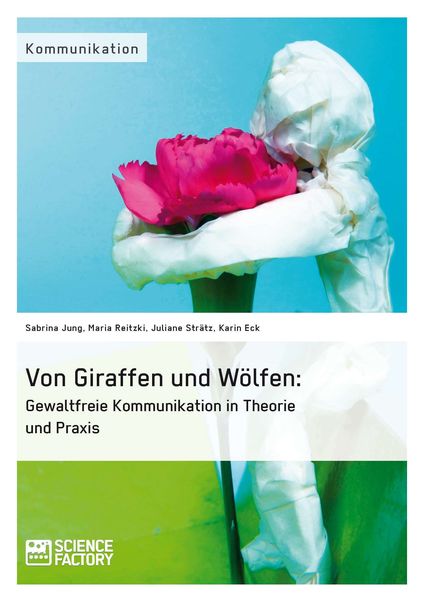 Kommunikation
Sabrina Jung, Maria Reitzki, Juliane Strätz, Karin Eck
Von Giraffen und Wölfen:
Gewaltfreie Kommunikation in Theorie
und Praxis
SCIENCE
FACTORY